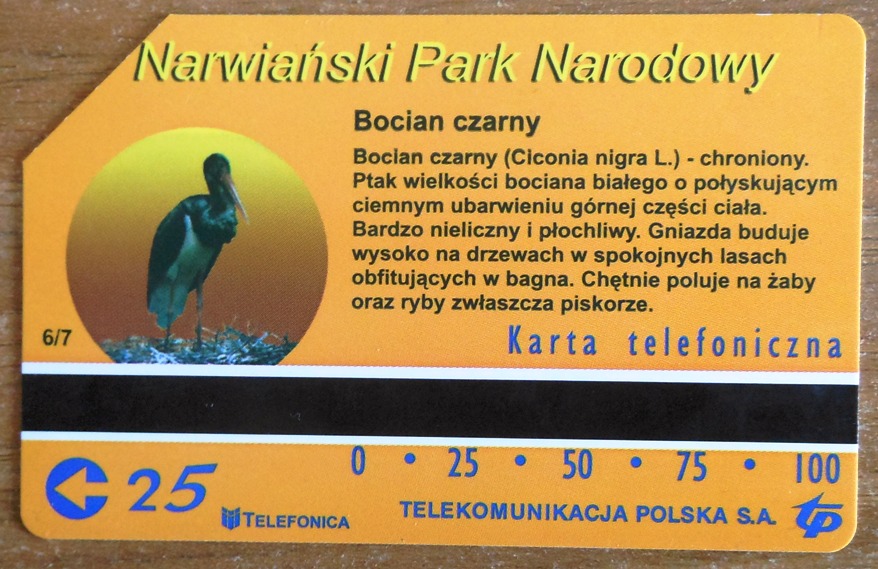 Narwiański Park Narodowy
Bocian czarny
Bocian czarny (Ciconia nigra L.) - chroniony.
Ptak wielkości bociana białego o połyskującym
ciemnym ubarwieniu górnej części ciała.
Bardzo nieliczny i płochliwy. Gniazda buduje
wysoko na drzewach w spokojnych lasach
obfitujących w bagna. Chętnie poluje na żaby
oraz ryby zwłaszcza piskorze.
6/7
Karta telefoniczna
0 • 25 • 50 • 75 • 100
25
TELEFONICA
TELEKOMUNIKACJA POLSKA S.A.
tp